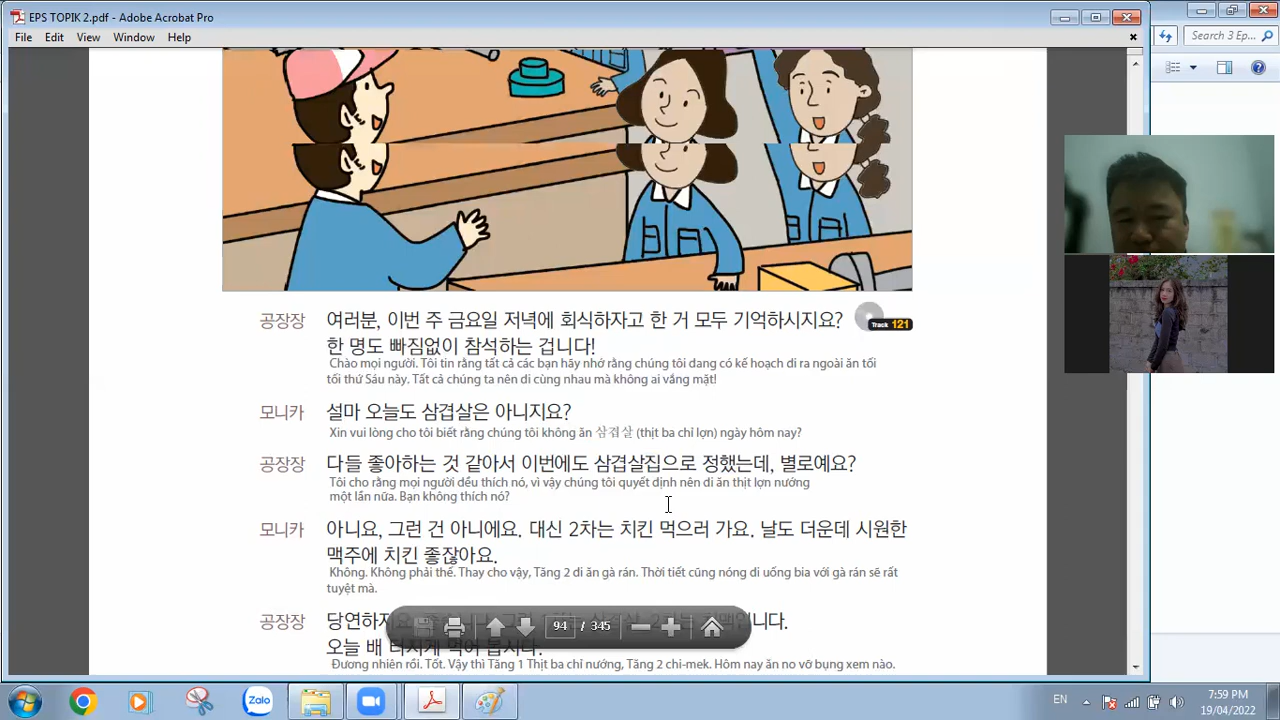 EPS TOPIK 2.pdf - Adobe Acrobat Pro
File Edit View Window Help
Search 3 Ep...
공장장 여러분, 이번 주 금요일 저녁에 회식하자고 한 거 모두 기억하시지요? Track 121
한 명도 빠짐없이 참석하는 겁니다!
Chào mọi người. Tôi tin rằng tất cả các bạn hãy nhớ rằng chúng tôi đang có kế hoạch đi ra ngoài ăn tối
tối thứ Sáu này. Tất cả chúng ta nên đi cùng nhau mà không ai vắng mặt!
모니카 설마 오늘도 삼겹살은 아니지요?
Xin vui lòng cho tôi biết rằng chúng tôi không ăn 삼겹살 (thịt ba chỉ lợn) ngày hôm nay?
공장장 다들 좋아하는 것 같아서 이번에도 삼겹살집으로 정했는데, 별로예요?
Tôi cho rằng mọi người đều thích nó, vì vậy chúng tôi quyết định nên đi ăn thịt lợn nướng
một lần nữa. Bạn không thích nó?
모니카 아니요, 그런 건 아니에요. 대신 2차는 치킨 먹으러 가요. 날도 더운데 시원한
맥주에 치킨 좋잖아요.
Không. Không phải thế. Thay cho vậy, Tăng 2 đi ăn gà rán. Thời tiết cũng nóng đi uống bia với gà rán sẽ rất
tuyệt mà.
공장장 당연하지
니다.
오늘 배 터지게 먹어 봅시다.
94 / 345
Đương nhiên rồi. Tốt. Vậy thì Tăng 1 Thịt ba chỉ nướng, Tăng 2 chi-mek. Hôm nay ăn no vỡ bụng xem nào.
Zalo
EN
7:59 PM
19/04/2022